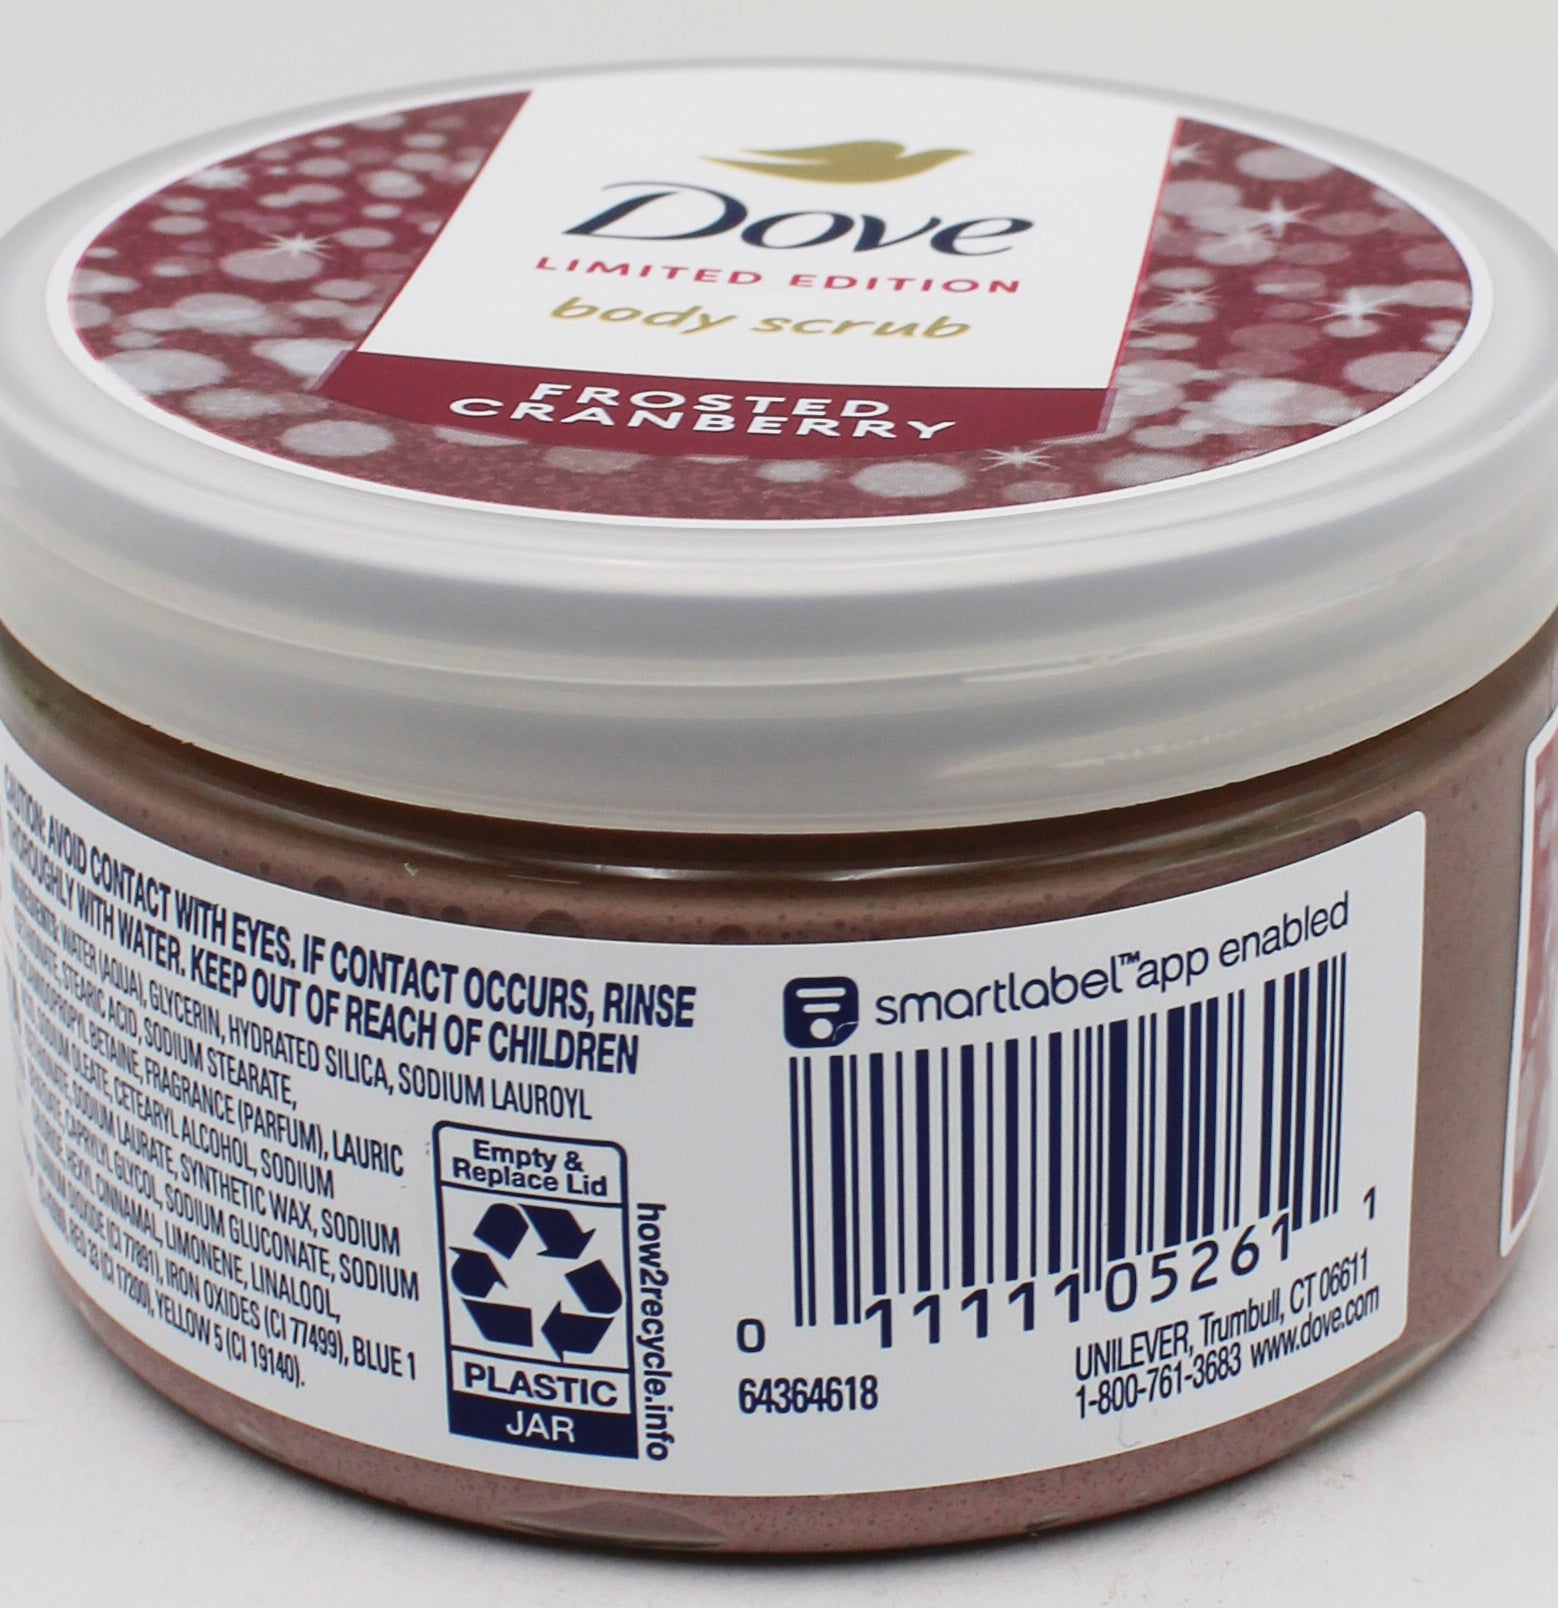 Dove
LIMITED EDITION
body scrub
FROSTED
CRANBERRY
CAUTION: AVOID CONTACT WITH EYES. IF CONTACT OCCURS, RINSE
THOROUGHLY WITH WATER. KEEP OUT OF REACH OF CHILDREN
INGREDIENTS: WATER (AQUA), GLYCERIN, HYDRATED SILICA, SODIUM LAUROYL
ISETHIONATE, STEARIC ACID, SODIUM STEARATE,
COCAMIDOPROPYL BETAINE, FRAGRANCE (PARFUM), LAURIC
ACID, SODIUM OLEATE, CETEARYL ALCOHOL, SODIUM
ISETHIONATE, SODIUM LAURATE, SYNTHETIC WAX, SODIUM
CAPRYLYL GLYCOL, SODIUM GLUCONATE, SODIUM
HEXYL CINNAMAL, LIMONENE, LINALOOL,
DIOXIDE (CI 77891), IRON OXIDES (CI 77499), BLUE 1
RED 33 (CI 17200), YELLOW 5 (CI 19140).
Empty &
Replace Lid
PLASTIC
JAR
how2recycle.info
smartlabel™ app enabled
0 11111 05261 1
64364618
UNILEVER, Trumbull, CT 06611
1-800-761-3683 www.dove.com